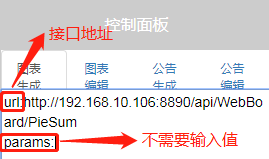 控制面板
接口地址
图表 图表 公告 公告
生成 编辑 生成 编辑
url:http://192.168.10.106:8890/api/WebBo
ard/PieSum
params:
不需要输入值